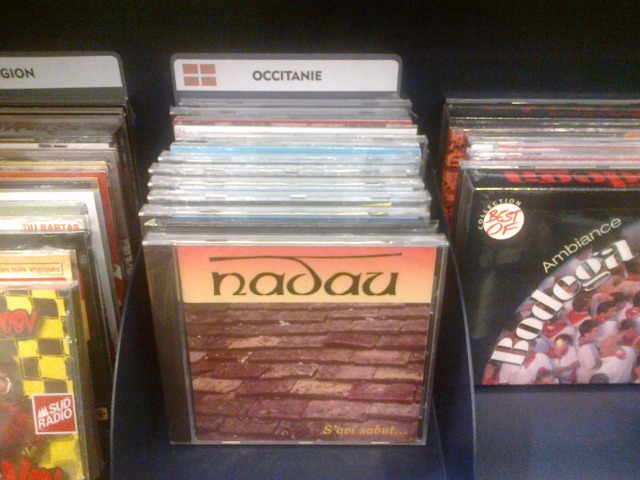 GION
OCCITANIE
nadau
S'avi sabut...
DU BARTAS
SUD
RADIO
COLLECTION
BEST
OF
Ambiance
Bodega